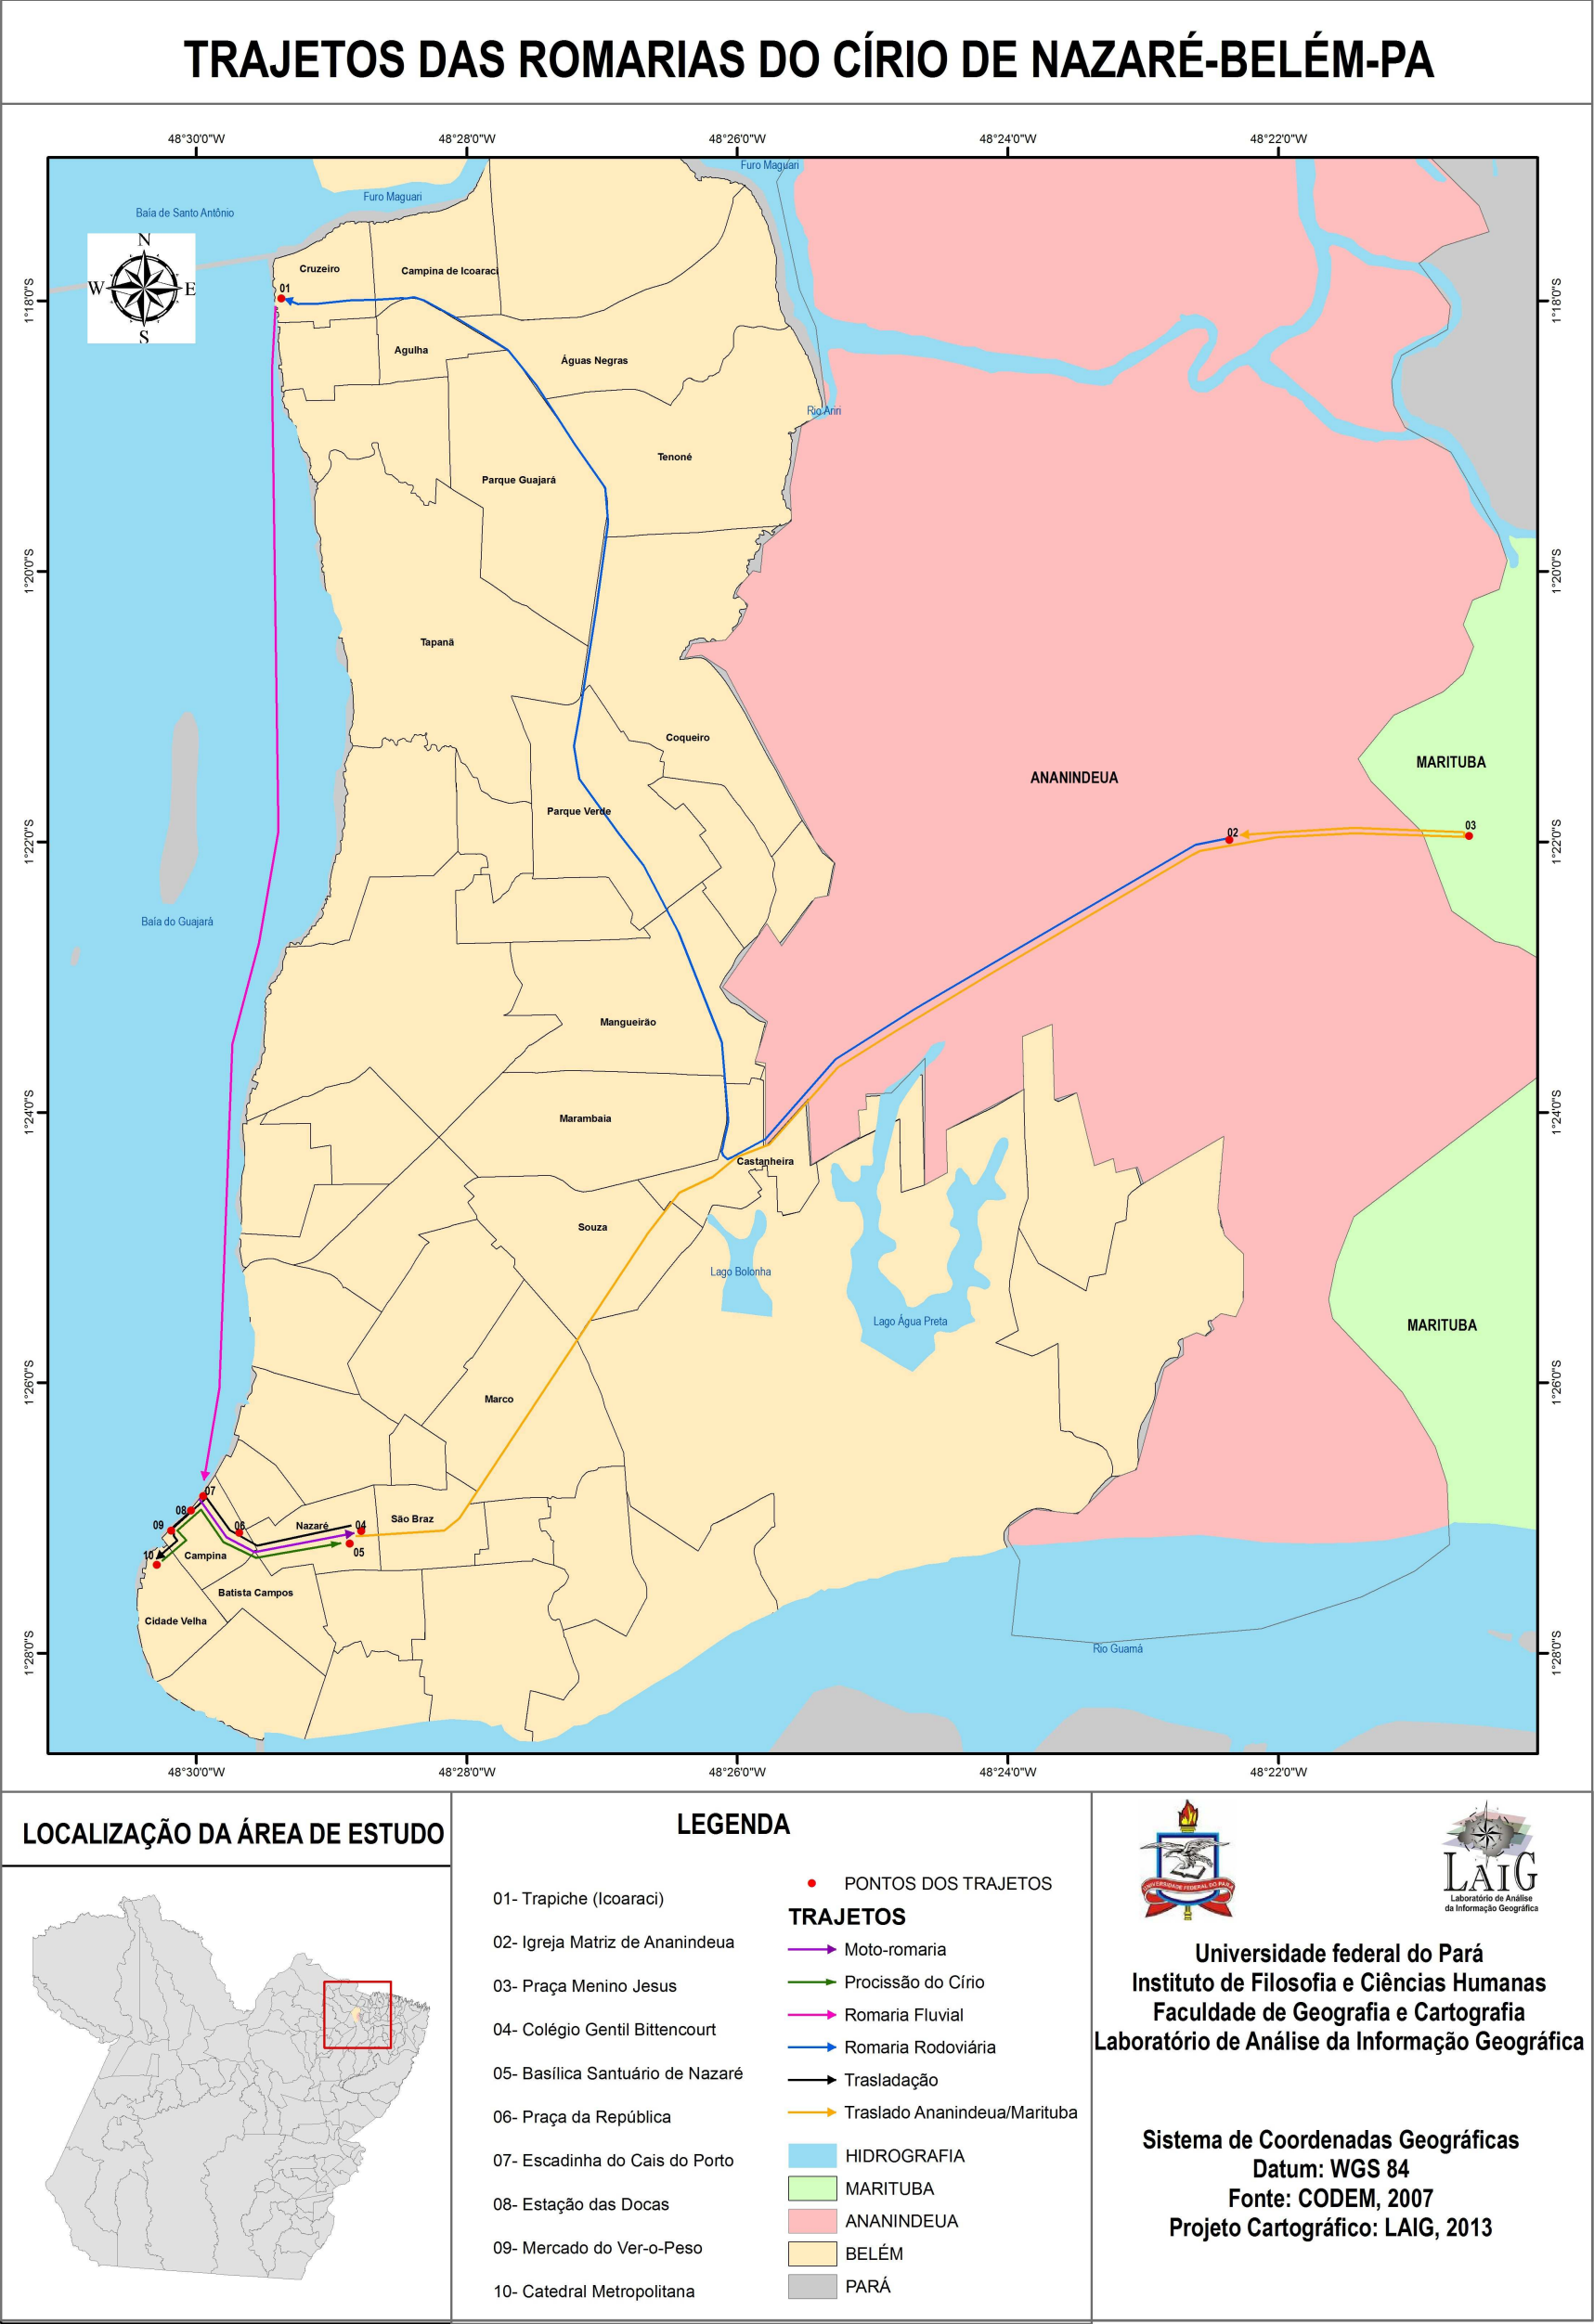 TRAJETOS DAS ROMARIAS DO CÍRIO DE NAZARÉ-BELÉM-PA
48°30'0"W 48°28'0"W 48°26'0"W 48°24'0"W 48°22'0"W
Furo Maguari
Furo Maguari
Baía de Santo Antônio
N
W E
S
Cruzeiro
Campina de Icoaraci
01
1°18'0"S
1°18'0"S
Agulha
Águas Negras
Rio Ariri
Tenoné
Parque Guajará
1°20'0"S
1°20'0"S
Tapanã
Coqueiro
MARITUBA
ANANINDEUA
Parque Verde
03
02
1°22'0"S
1°22'0"S
Baía do Guajará
Mangueirão
Marambaia
1°24'0"S
1°24'0"S
Castanheira
Souza
Lago Bolonha
Lago Água Preta
MARITUBA
1°26'0"S
1°26'0"S
Marco
07
08
São Braz
09
06
Nazaré
04
05
10
Campina
Batista Campos
Cidade Velha
Rio Guamá
1°28'0"S
1°28'0"S
48°30'0"W 48°28'0"W 48°26'0"W 48°24'0"W 48°22'0"W
LOCALIZAÇÃO DA ÁREA DE ESTUDO
LEGENDA
01- Trapiche (Icoaraci)
02- Igreja Matriz de Ananindeua
03- Praça Menino Jesus
04- Colégio Gentil Bittencourt
05- Basílica Santuário de Nazaré
06- Praça da República
07- Escadinha do Cais do Porto
08- Estação das Docas
09- Mercado do Ver-o-Peso
10- Catedral Metropolitana
PONTOS DOS TRAJETOS
TRAJETOS
Moto-romaria
Procissão do Círio
Romaria Fluvial
Romaria Rodoviária
Trasladação
Traslado Ananindeua/Marituba
HIDROGRAFIA
MARITUBA
ANANINDEUA
BELÉM
PARÁ
UNIVERSIDADE FEDERAL DO PARÁ
LAIG
Laboratório de Análise
da Informação Geográfica
Universidade federal do Pará
Instituto de Filosofia e Ciências Humanas
Faculdade de Geografia e Cartografia
Laboratório de Análise da Informação Geográfica
Sistema de Coordenadas Geográficas
Datum: WGS 84
Fonte: CODEM, 2007
Projeto Cartográfico: LAIG, 2013